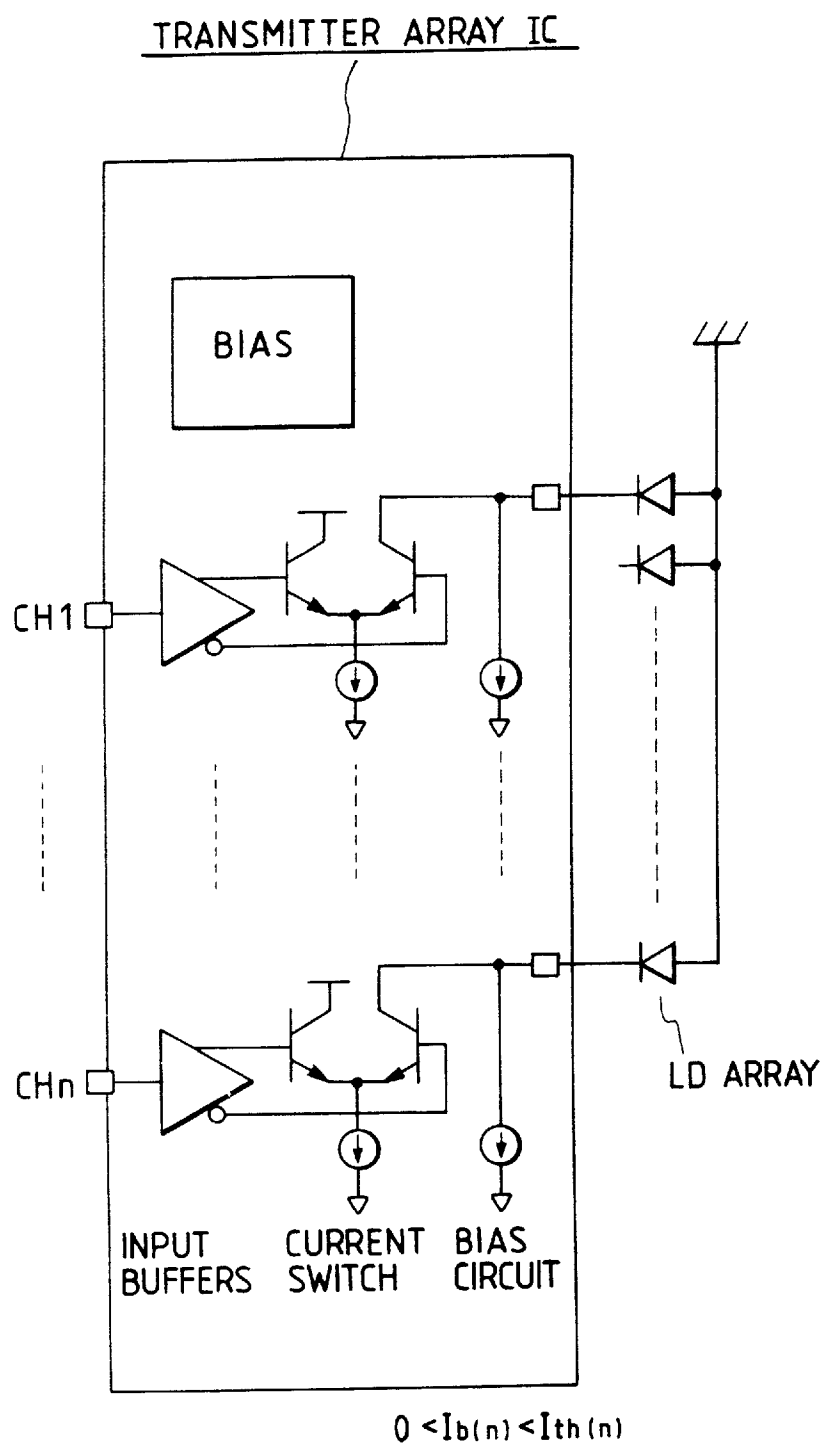 TRANSMITTER ARRAY IC
BIAS
CH1
CHn
LD ARRAY
INPUT
BUFFERS
CURRENT
SWITCH
BIAS
CIRCUIT
0 <Ib(n) <Ith(n)